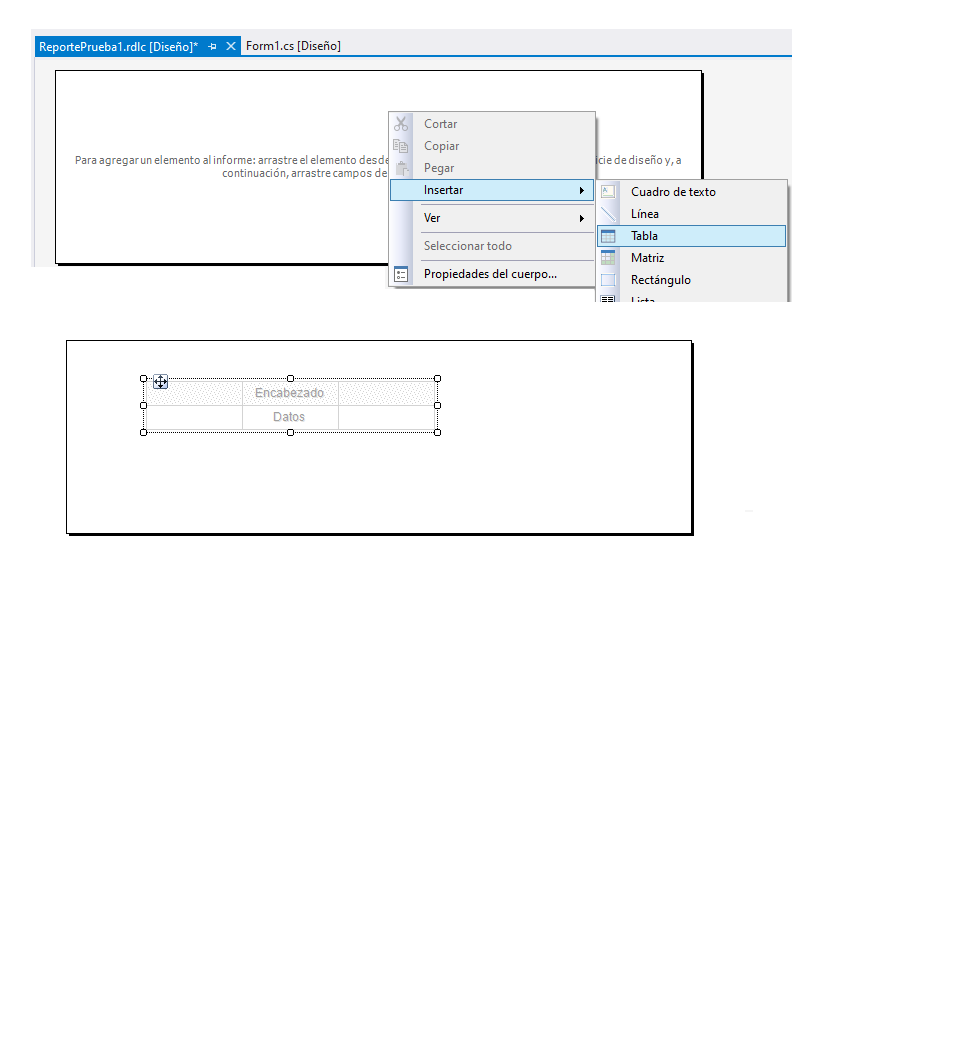 ReportePrueba1.rdlc [Diseño]* Form1.cs [Diseño]
Cortar
Copiar
Para agregar un elemento al informe: arrastre el elemento desde cie de diseño y, a
continuación, arrastre campos de
Pegar
Insertar
Ver
Seleccionar todo
Propiedades del cuerpo...
Cuadro de texto
Línea
Tabla
Matriz
Rectángulo
Lista
Encabezado
Datos